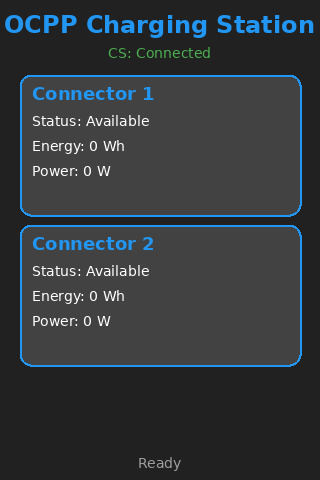 OCPP Charging Station
CS: Connected
Connector 1
Status: Available
Energy: 0 Wh
Power: 0 W
Connector 2
Status: Available
Energy: 0 Wh
Power: 0 W
Ready